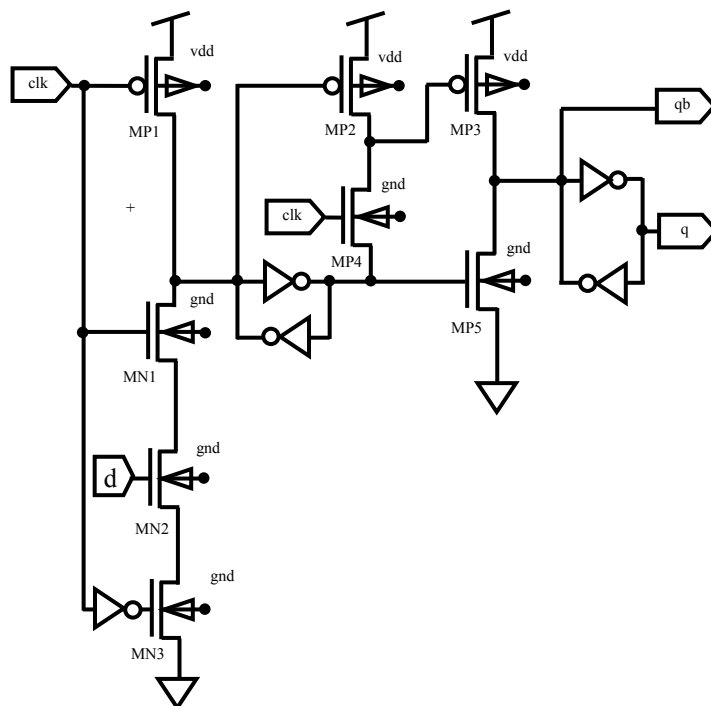 vdd
vdd
vdd
clk
qb
MP1
MP2
MP3
gnd
+
clk
q
gnd
MP4
gnd
MP5
MN1
gnd
d
MN2
gnd
MN3